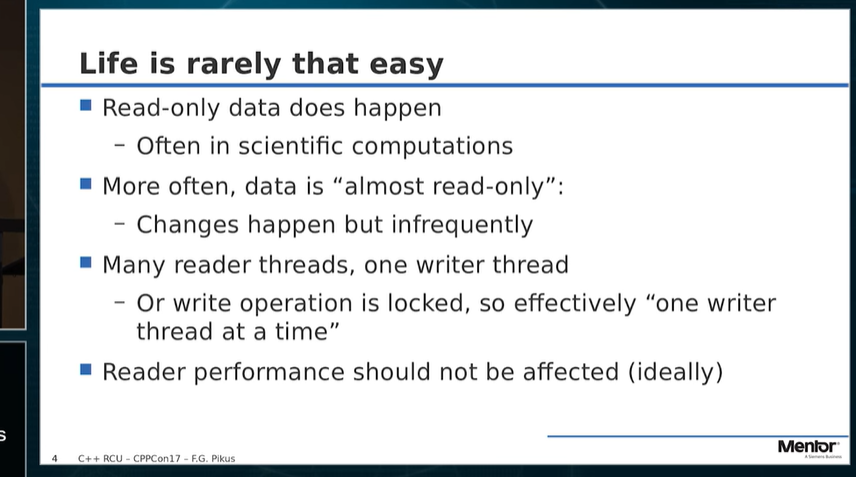 Life is rarely that easy
Read-only data does happen
– Often in scientific computations
More often, data is “almost read-only”:
– Changes happen but infrequently
Many reader threads, one writer thread
– Or write operation is locked, so effectively “one writer
thread at a time”
Reader performance should not be affected (ideally)
s
4 C++ RCU – CPPCon17 – F.G. Pikus
Mentor
A Siemens Business